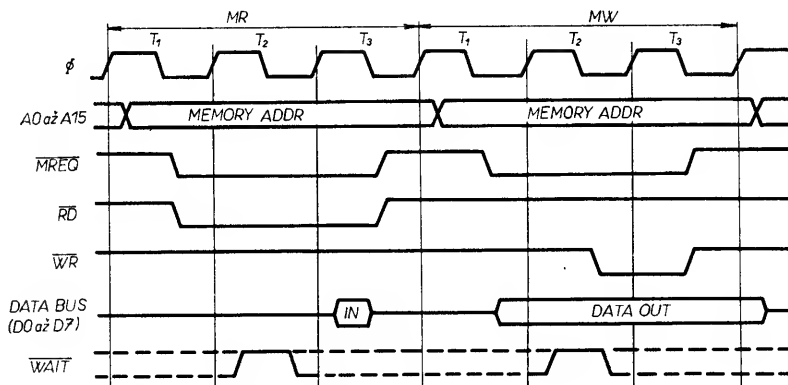 MR MW
T1 T2 T3 T1 T2 T3
ϕ
A0 až A15 MEMORY ADDR MEMORY ADDR
MREQ
RD
WR
DATA BUS IN DATA OUT
(D0 až D7)
WAIT